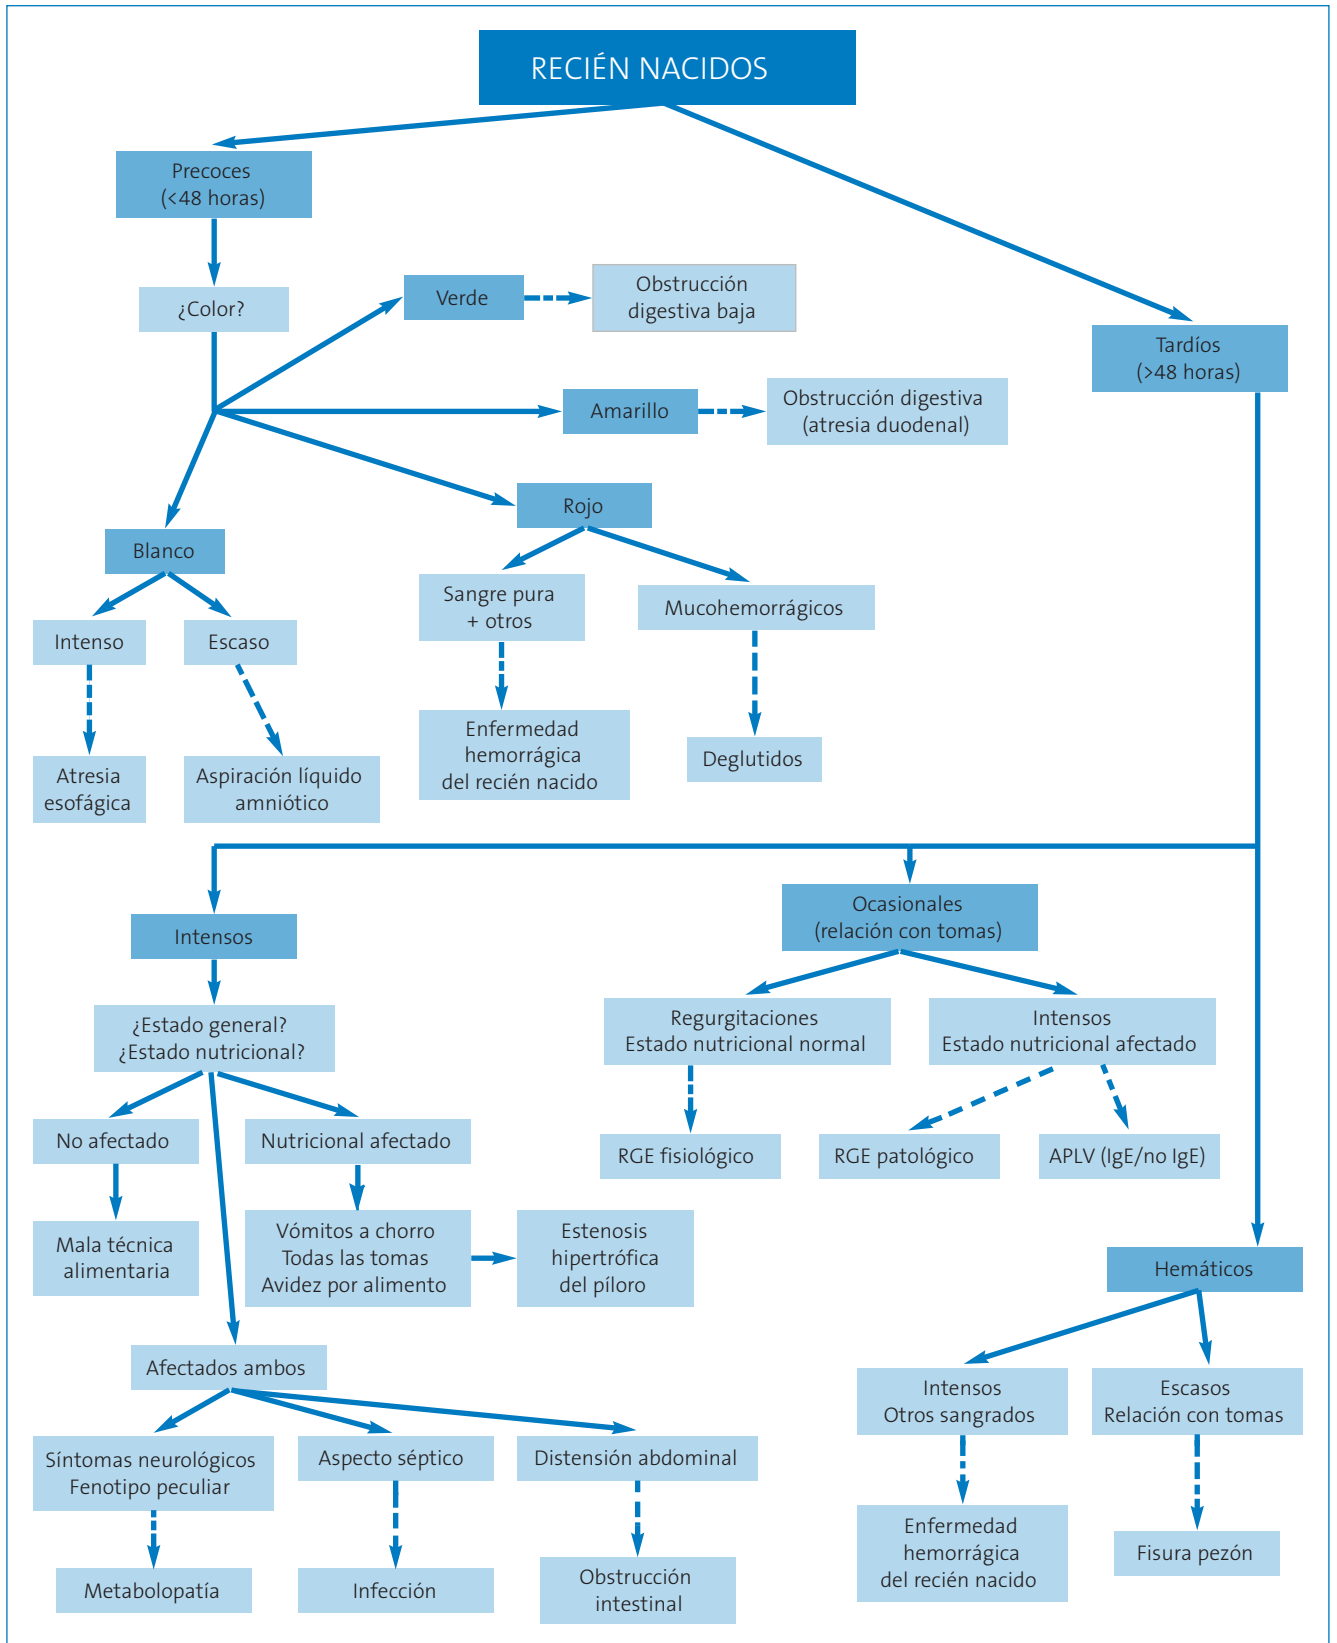 RECIÉN NACIDOS
Precoces
(<48 horas)
¿Color?
Verde
Obstrucción
digestiva baja
Tardíos
(>48 horas)
Amarillo
Obstrucción digestiva
(atresia duodenal)
Rojo
Blanco
Sangre pura
+ otros
Mucohemorrágicos
Intenso
Escaso
Enfermedad
hemorrágica
del recién nacido
Deglutidos
Atresia
esofágica
Aspiración líquido
amniótico
Intensos
Ocasionales
(relación con tomas)
¿Estado general?
¿Estado nutricional?
Regurgitaciones
Estado nutricional normal
Intensos
Estado nutricional afectado
No afectado
Nutricional afectado
RGE fisiológico
RGE patológico
APLV (IgE/no IgE)
Mala técnica
alimentaria
Vómitos a chorro
Todas las tomas
Avidez por alimento
Estenosis
hipertrófica
del píloro
Hemáticos
Afectados ambos
Intensos
Otros sangrados
Escasos
Relación con tomas
Síntomas neurológicos
Fenotipo peculiar
Aspecto séptico
Distensión abdominal
Enfermedad
hemorrágica
del recién nacido
Fisura pezón
Metabolopatía
Infección
Obstrucción
intestinal